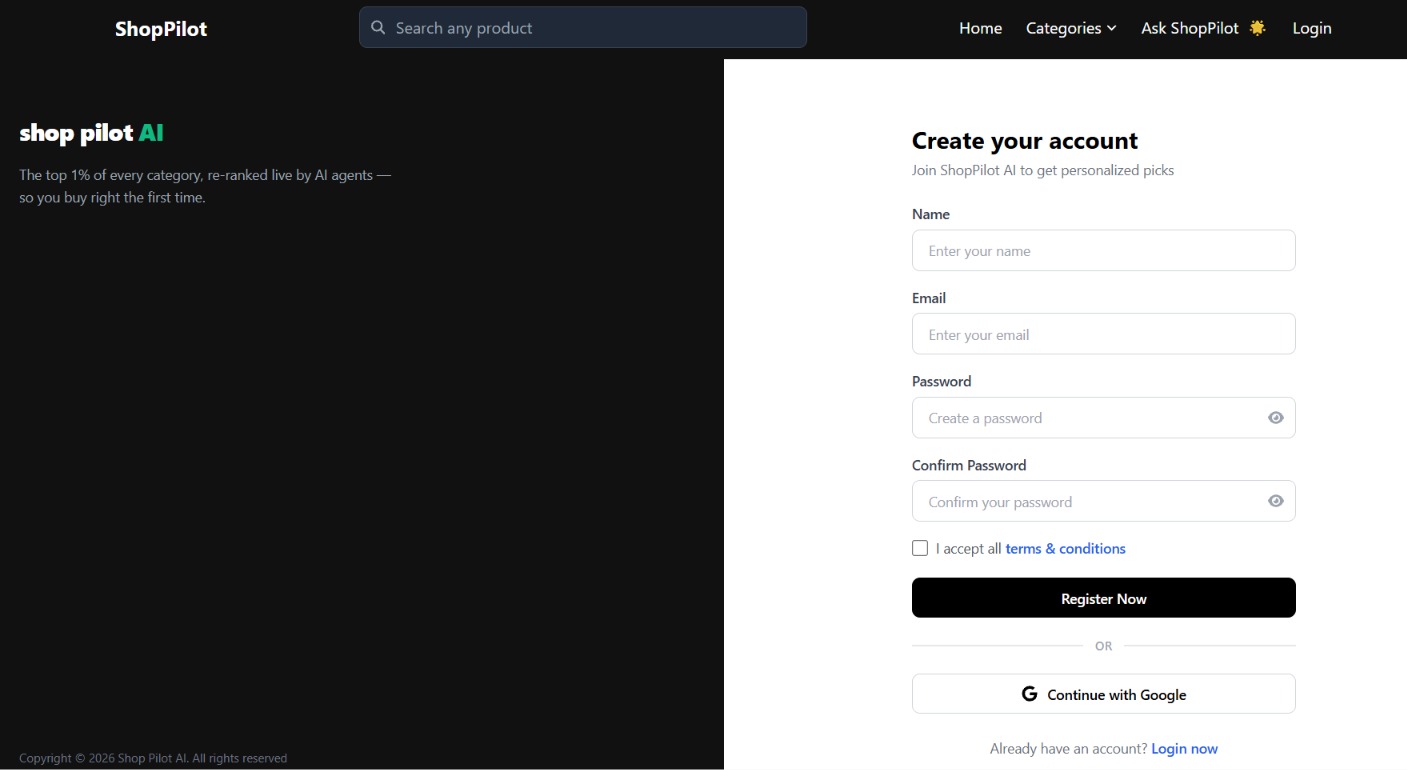 ShopPilot
Search any product
Home
Categories
Ask ShopPilot
Login
shop pilot AI
The top 1% of every category, re-ranked live by AI agents —
so you buy right the first time.
Copyright © 2026 Shop Pilot AI. All rights reserved
Create your account
Join ShopPilot AI to get personalized picks
Name
Enter your name
Email
Enter your email
Password
Create a password
Confirm Password
Confirm your password
I accept all terms & conditions
Register Now
OR
G Continue with Google
Already have an account? Login now